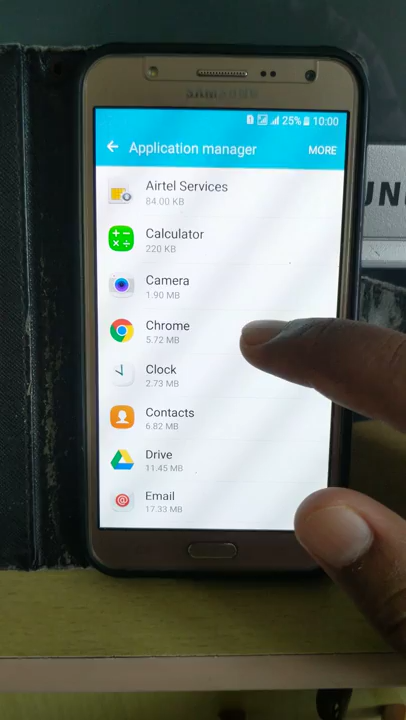 SAMSUNG
25% 10:00
Application manager MORE
Airtel Services
84.00 KB
Calculator
220 KB
Camera
1.90 MB
Chrome
5.72 MB
Clock
2.73 MB
Contacts
6.82 MB
Drive
11.45 MB
Email
17.33 MB